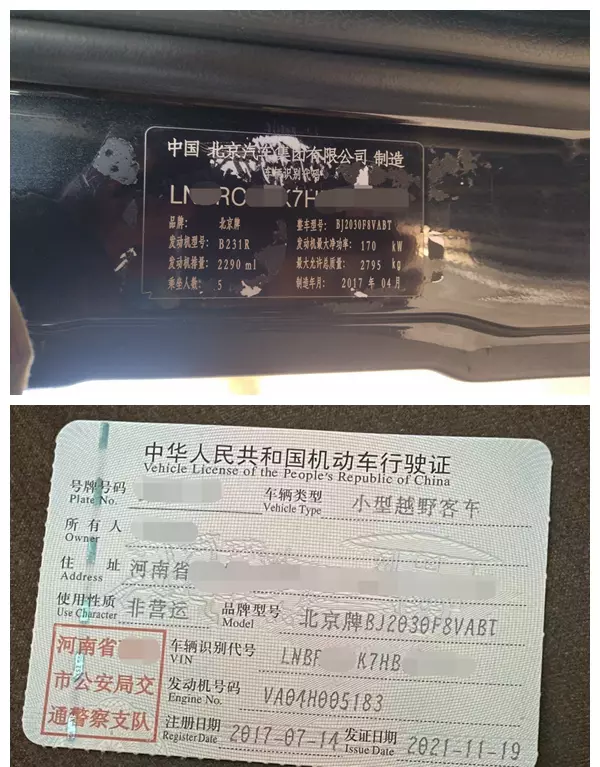 中国 北京汽车集团有限公司 制造
车辆识别代号
LN RC K7H
品牌: 北京牌 整车型号: BJ2030F8VABT
发动机型号: B231R 发动机最大净功率: 170 kW
发动机排量: 2290 ml 最大允许总质量: 2795 kg
乘坐人数: 5 制造年月: 2017 年 04 月
中华人民共和国机动车行驶证
Vehicle License of the People's Republic of China
号牌号码 车辆类型 小型越野客车
Plate No. Vehicle Type
所有人
Owner
住址 河南省
Address
使用性质 非营运 品牌型号 北京牌BJ2030F8VABT
Use Character Model
河南省
市公安局交
通警察支队
车辆识别代号 LNBF K7HB
VIN
发动机号码 VA04H005183
Engine No.
注册日期 2017-07-14 发证日期 2021-11-19
Register Date Issue Date